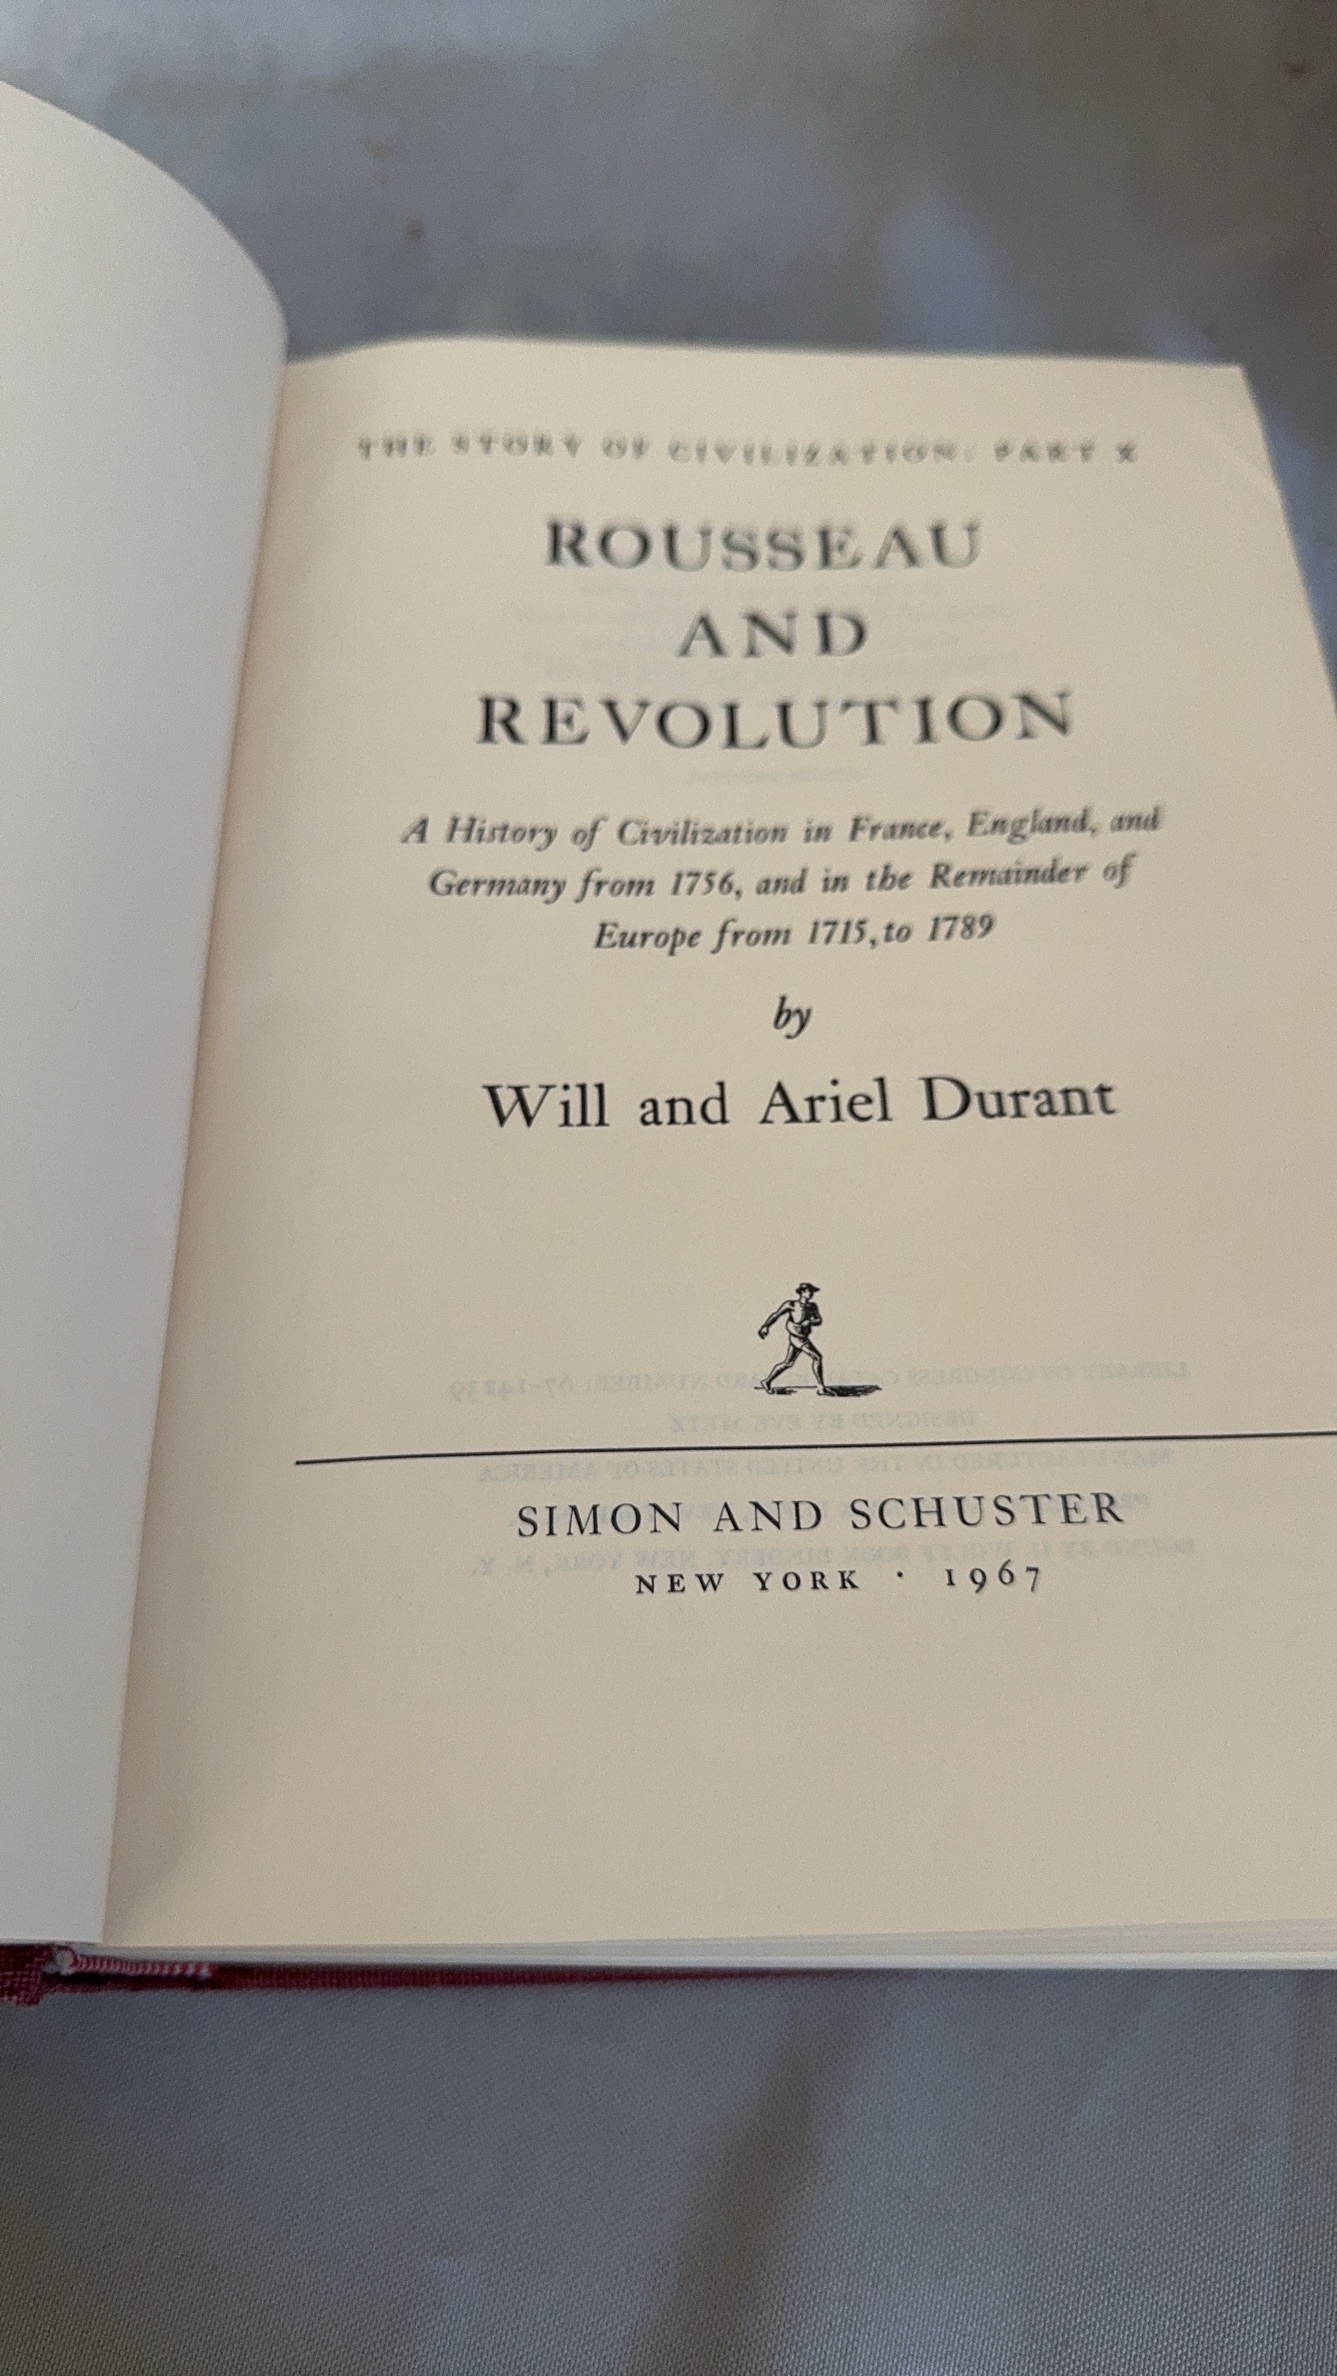 THE STORY OF CIVILIZATION: PART X
ROUSSEAU
AND
REVOLUTION
A History of Civilization in France, England, and
Germany from 1756, and in the Remainder of
Europe from 1715, to 1789
by
Will and Ariel Durant
SIMON AND SCHUSTER
NEW YORK · 1967